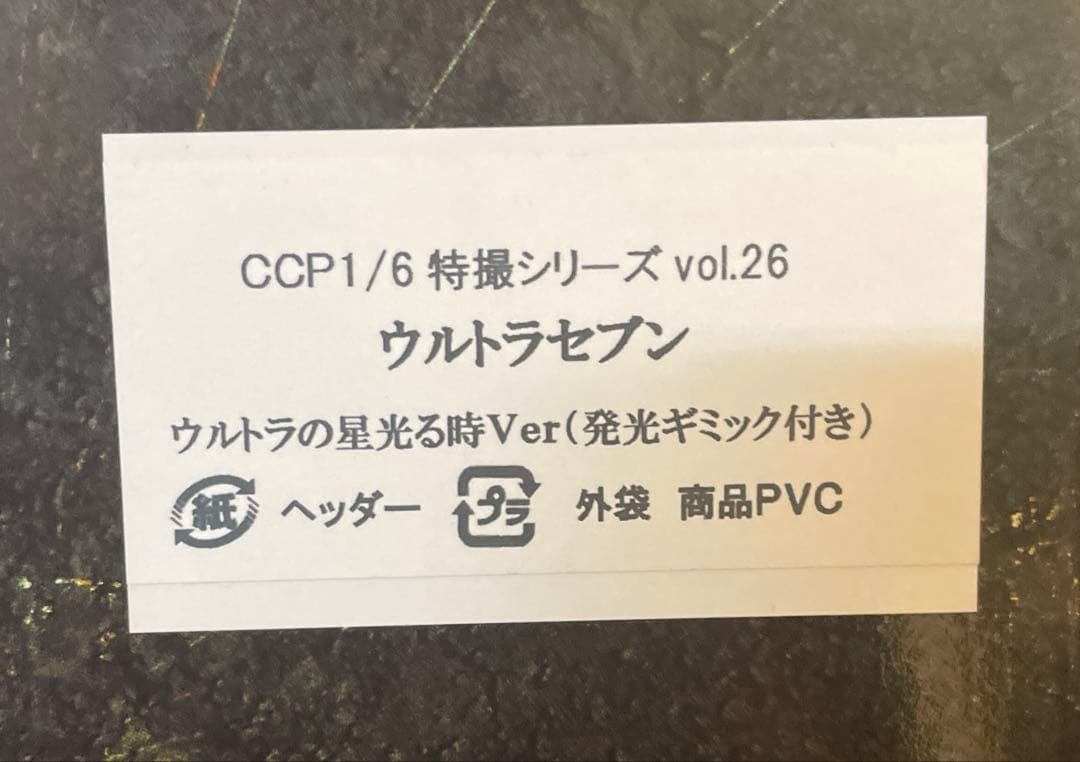 CCP1/6 特撮シリーズ vol.26
ウルトラセブン
ウルトラの星光る時Ver(発光ギミック付き)
紙 ヘッダー プラ 外袋 商品PVC